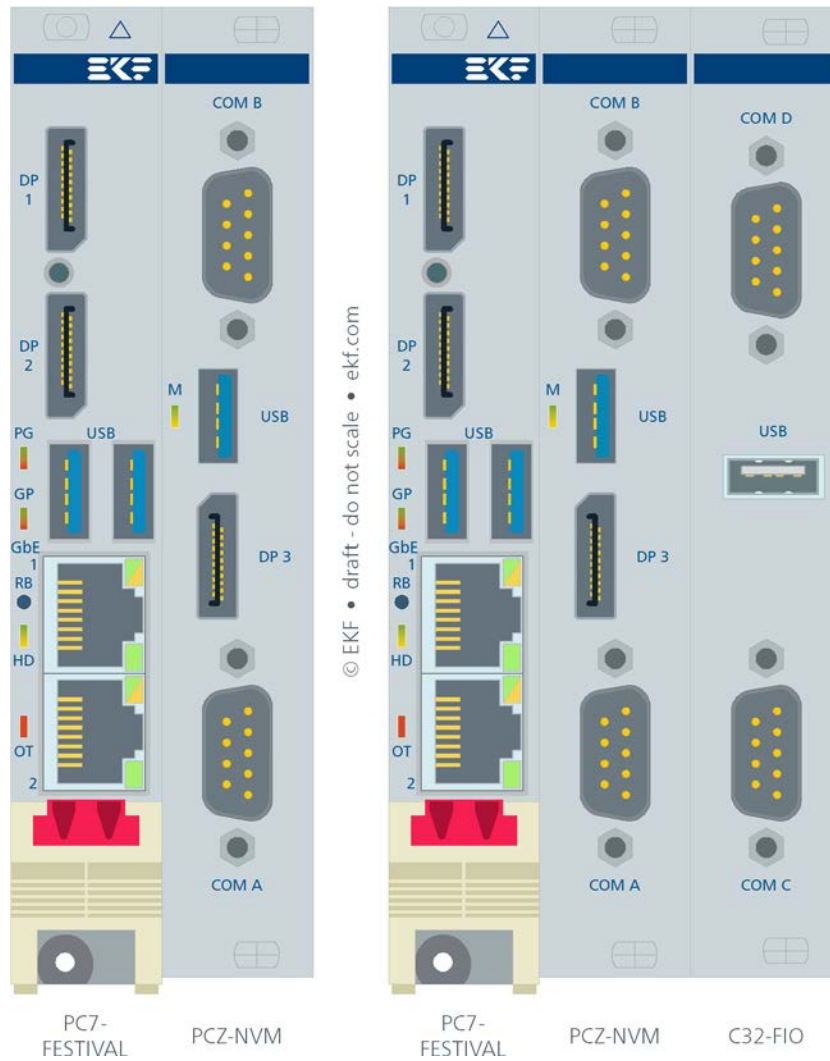 EKF
COM B
DP
1
DP
2
M
USB
PG
USB
GP
GbE
1
RB
DP 3
HD
OT
2
COM A
PC7-
FESTIVAL
PCZ-NVM
© EKF • draft - do not scale • ekf.com
EKF
COM B
COM D
DP
1
DP
2
M
USB
PG
USB
USB
GP
GbE
1
RB
DP 3
HD
OT
2
COM A
COM C
PC7-
FESTIVAL
PCZ-NVM
C32-FIO